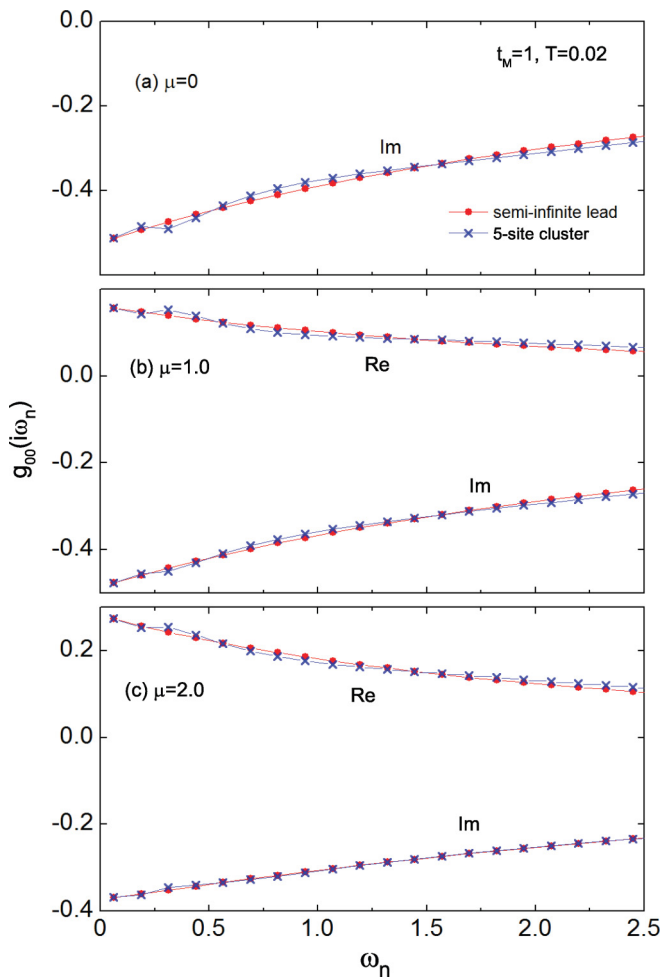 0.0
t_M=1, T=0.02
(a) μ=0
-0.2
Im
-0.4
semi-infinite lead
5-site cluster
(b) μ=1.0
Re
0.0
g_00(iω_n)
-0.2
Im
-0.4
0.2
(c) μ=2.0
Re
0.0
-0.2
Im
-0.4
0.0 0.5 1.0 1.5 2.0 2.5
ω_n